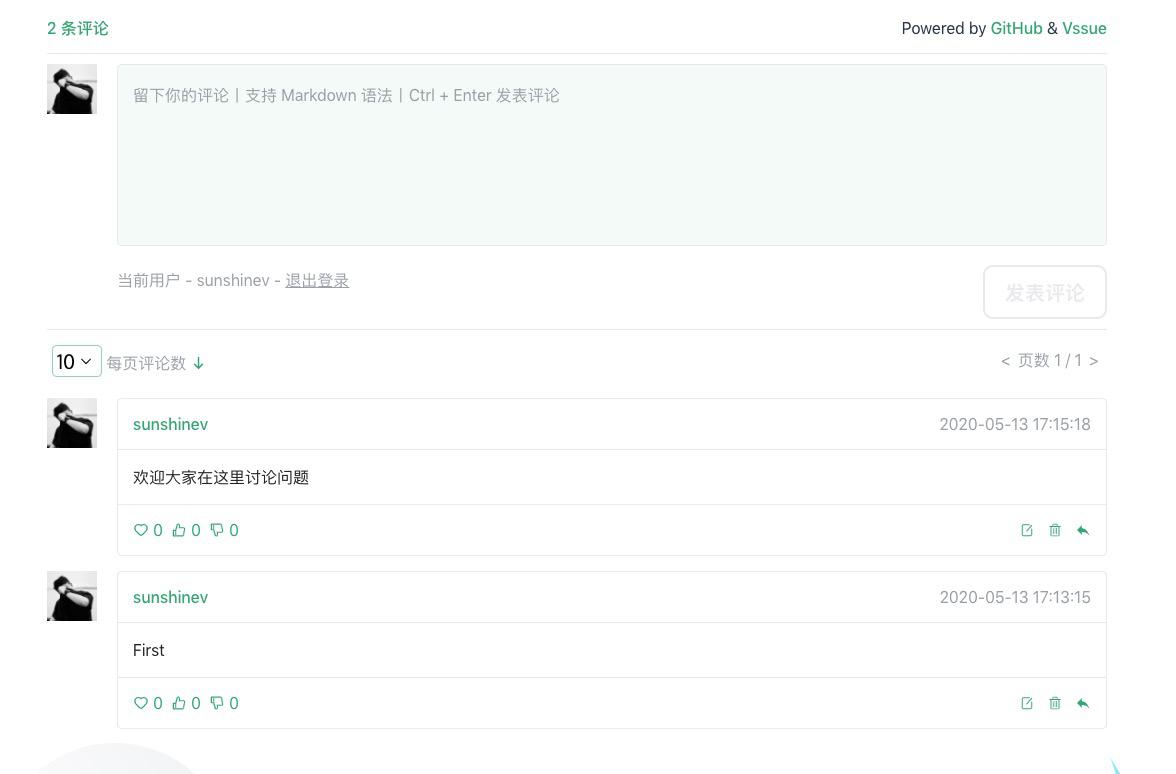 2 条评论
Powered by GitHub & Vssue
留下你的评论丨支持 Markdown 语法丨Ctrl + Enter 发表评论
当前用户 - sunshinev - 退出登录
发表评论
10 每页评论数 ↓
< 页数 1 / 1 >
sunshinev
2020-05-13 17:15:18
欢迎大家在这里讨论问题
0 0 0
sunshinev
2020-05-13 17:13:15
First
0 0 0